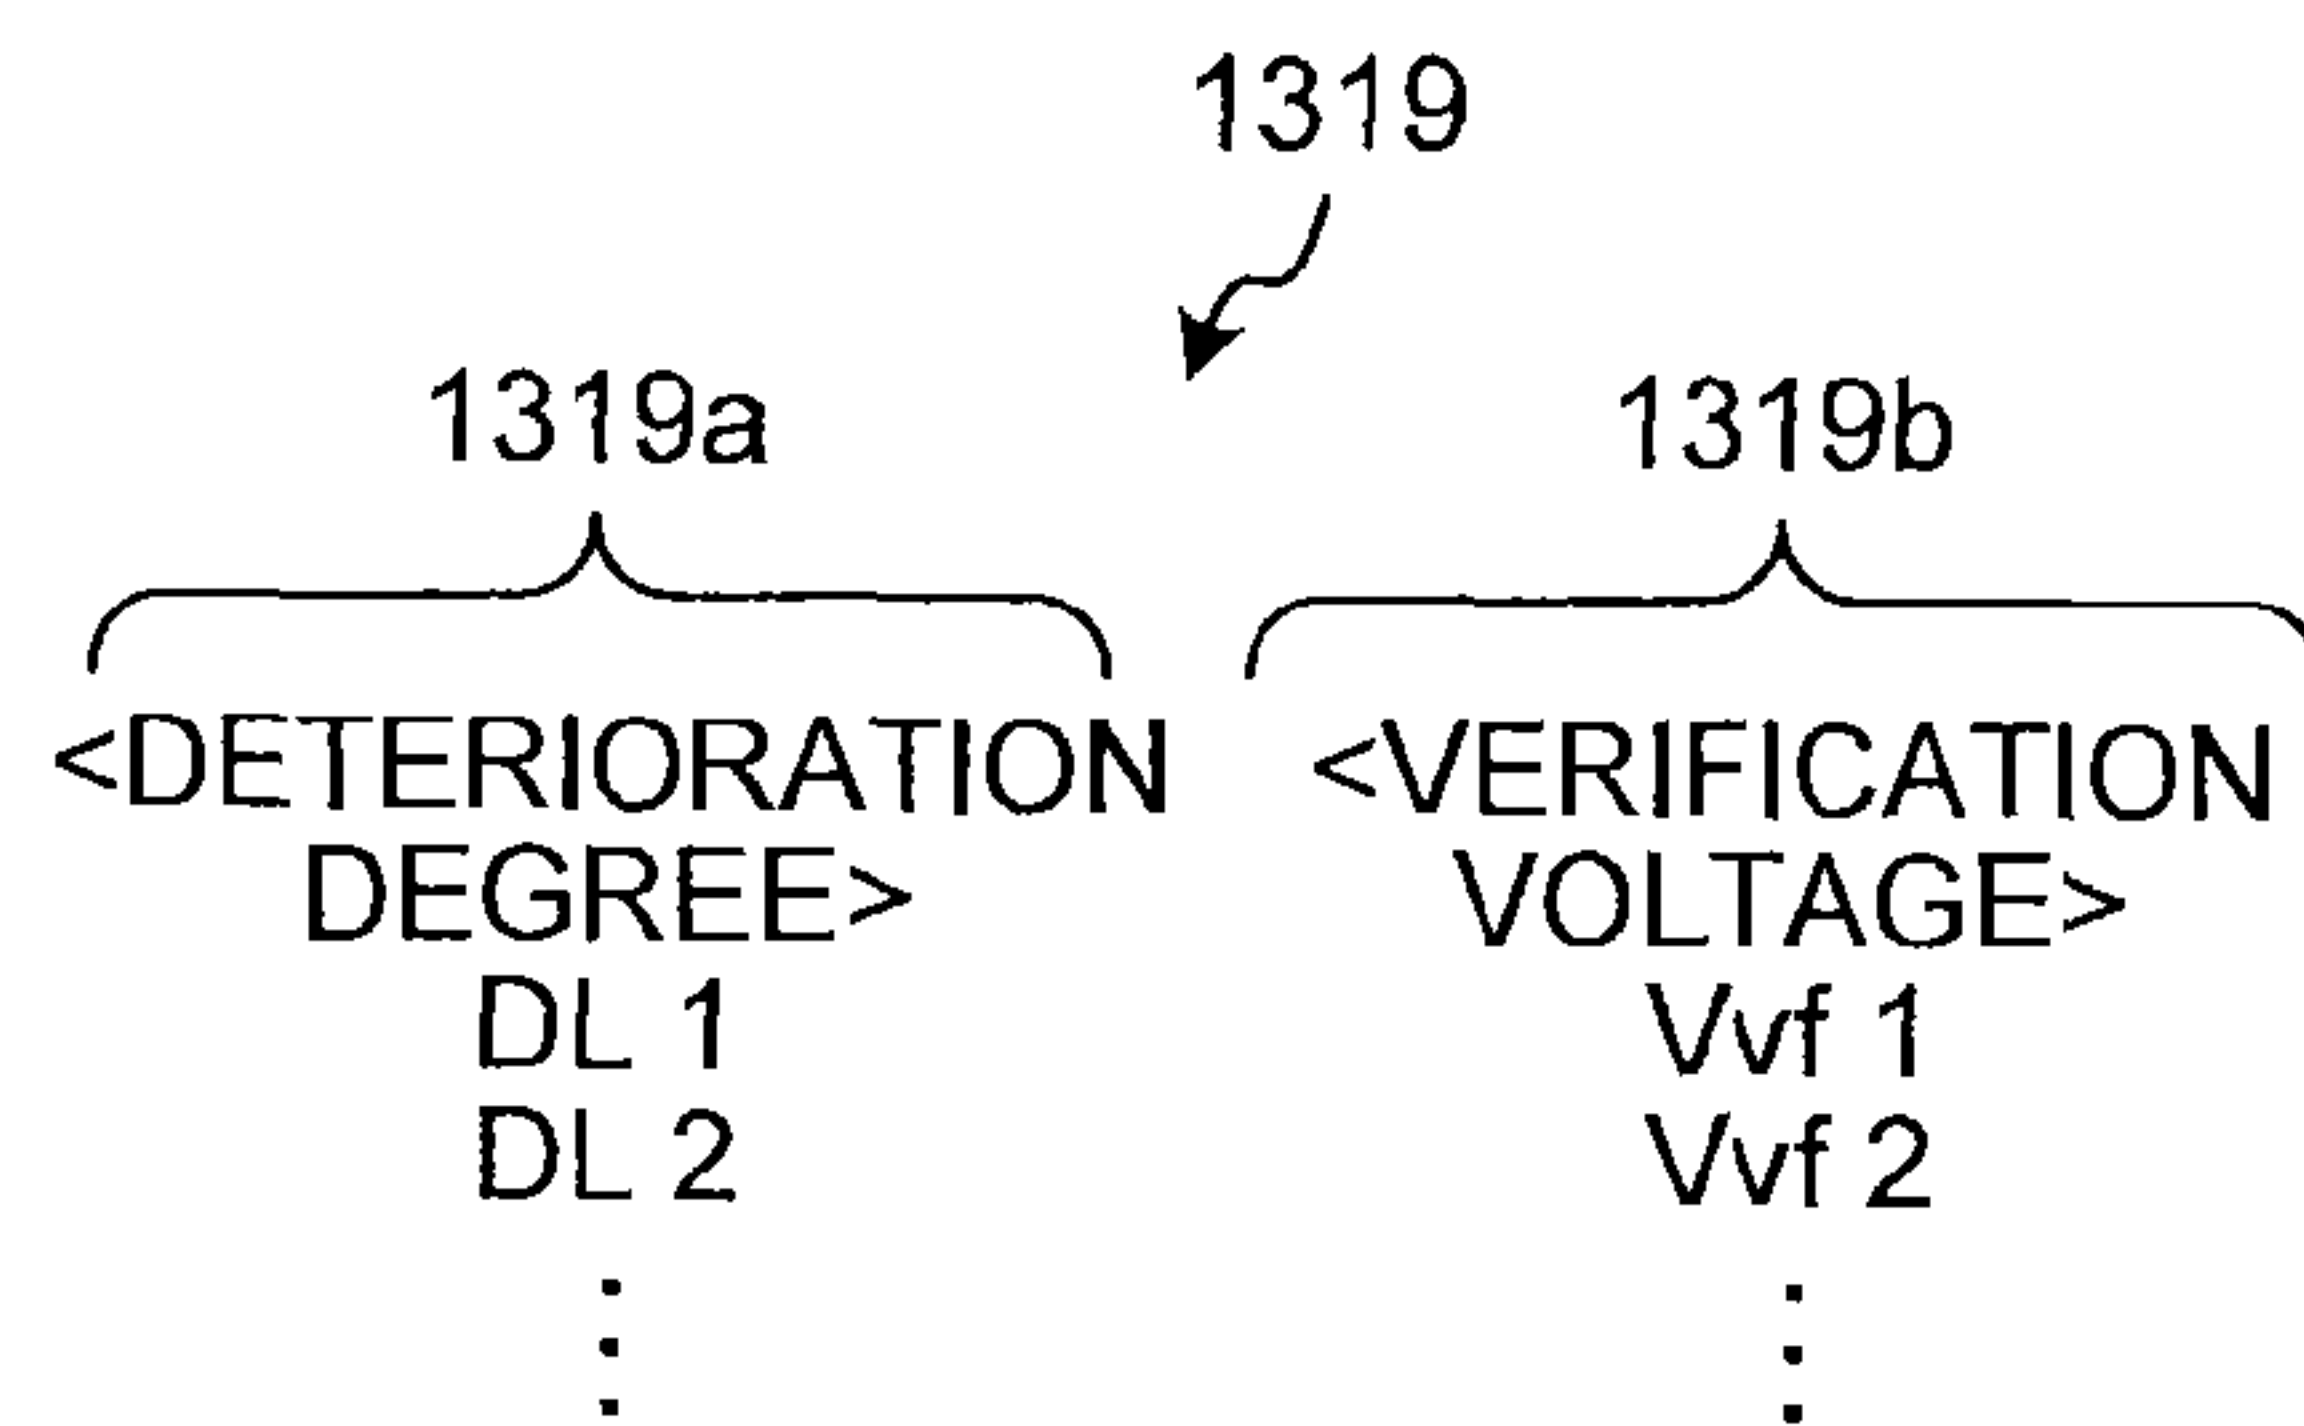 1319
1319a 1319b
<DETERIORATION <VERIFICATION
DEGREE> VOLTAGE>
DL 1 Vvf 1
DL 2 Vvf 2